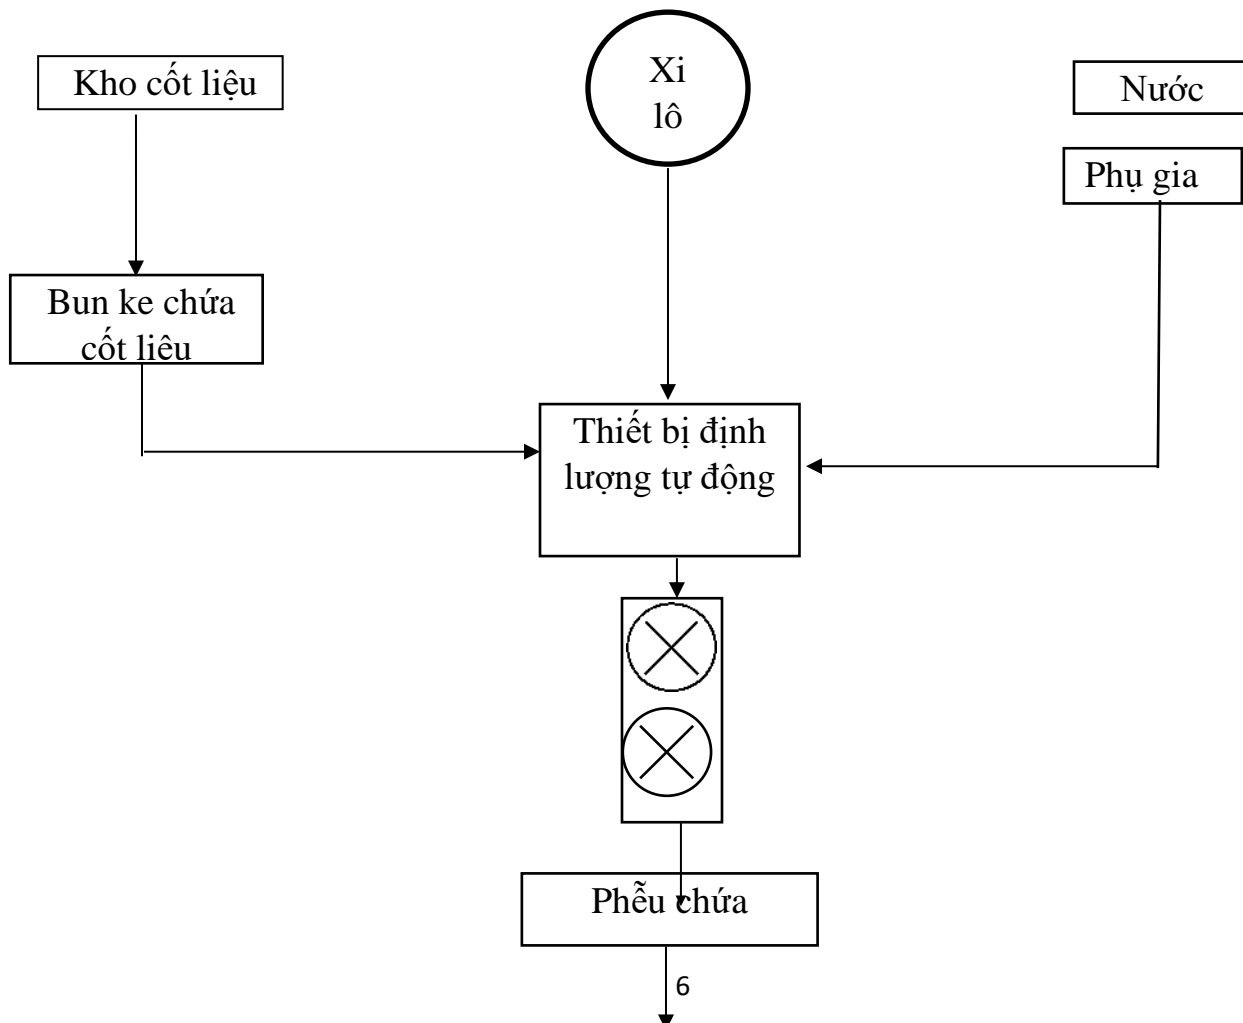 Kho cốt liệu
Xi
lô
Nước
Phụ gia
Bun ke chứa
cốt liêu
Thiết bị định
lượng tự động
Phễu chứa
6